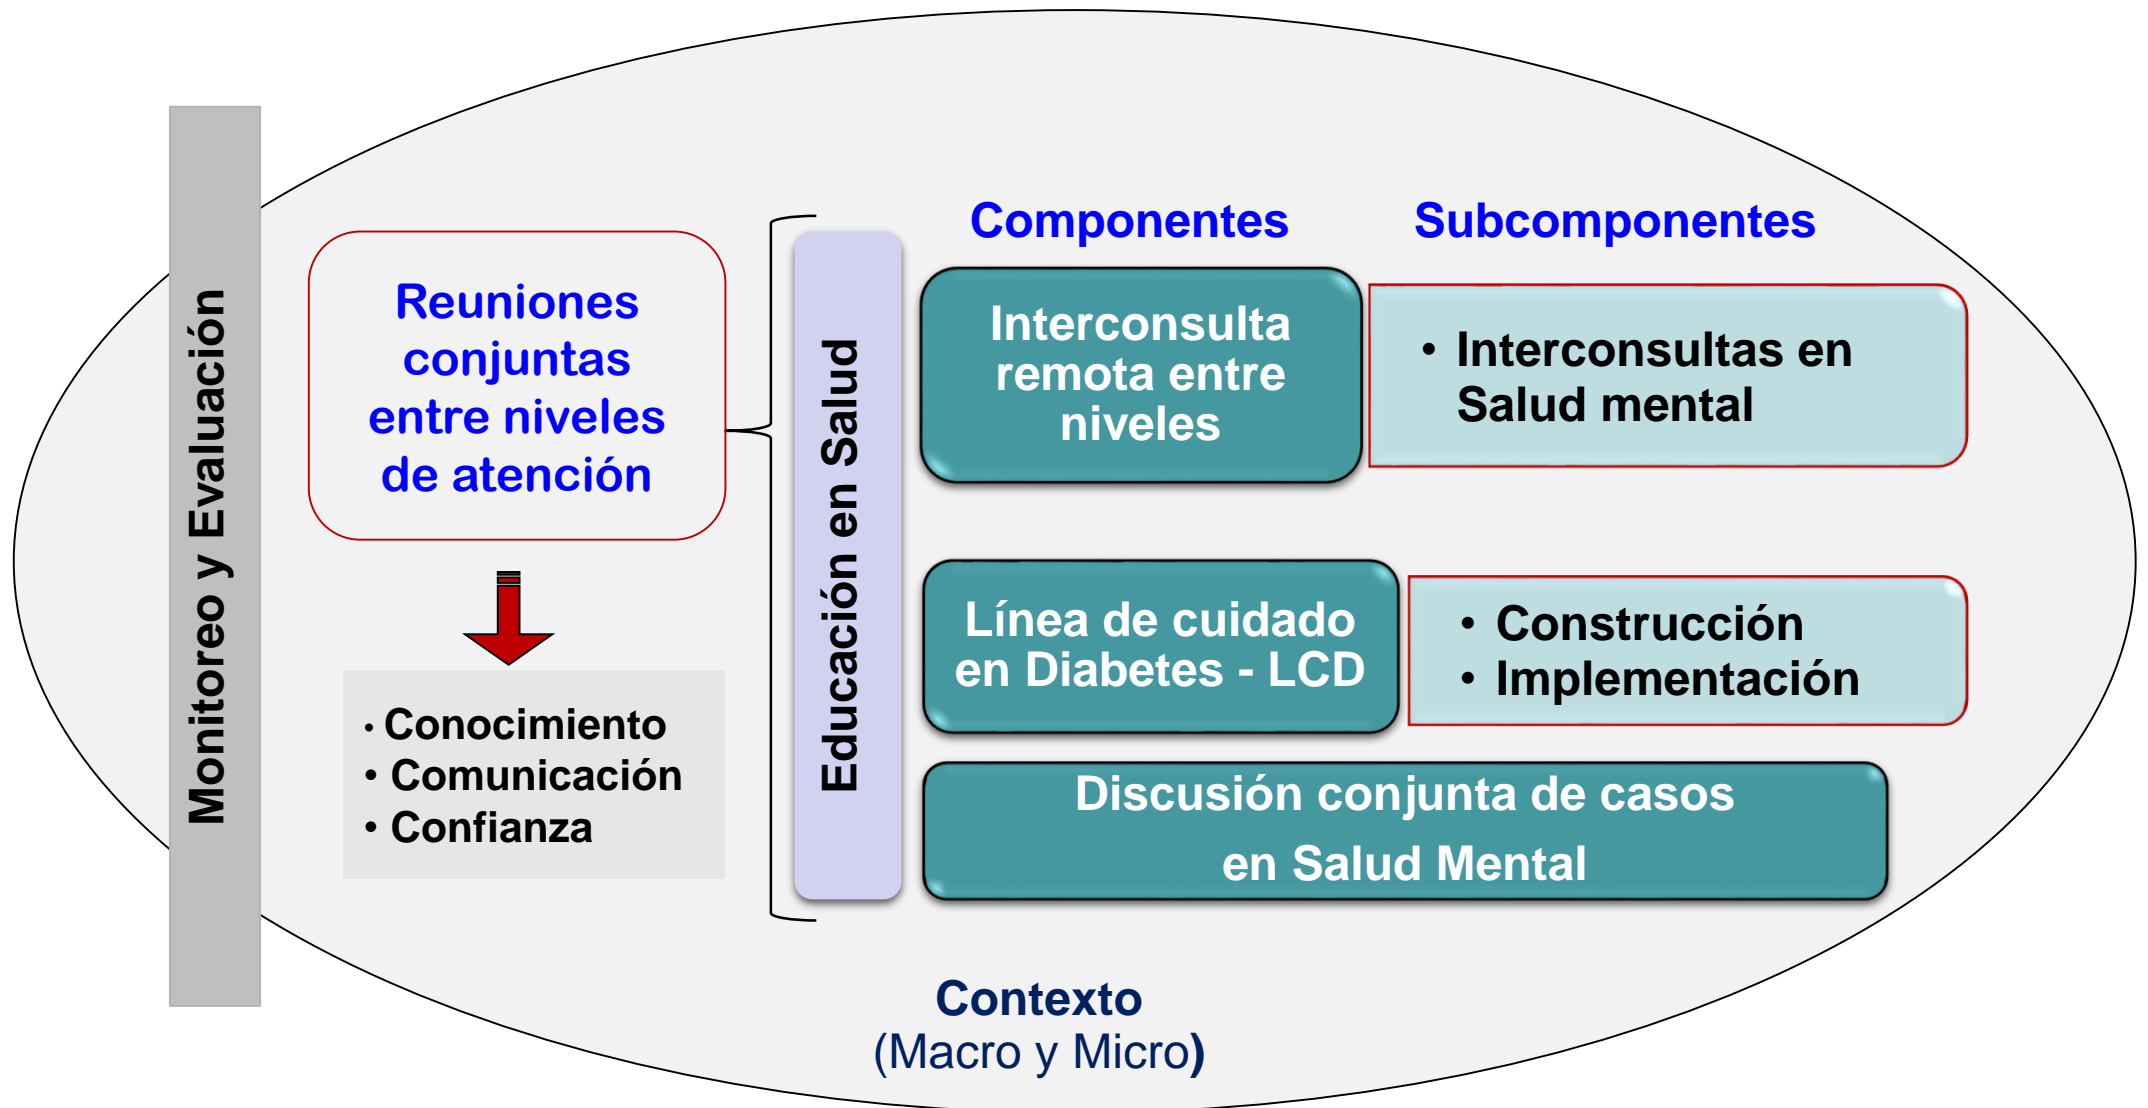 Monitoreo y Evaluación
Reuniones
conjuntas
entre niveles
de atención
• Conocimiento
• Comunicación
• Confianza
Educación en Salud
Componentes
Subcomponentes
Interconsulta
remota entre
niveles
• Interconsultas en
Salud mental
Línea de cuidado
en Diabetes - LCD
• Construcción
• Implementación
Discusión conjunta de casos
en Salud Mental
Contexto
(Macro y Micro)